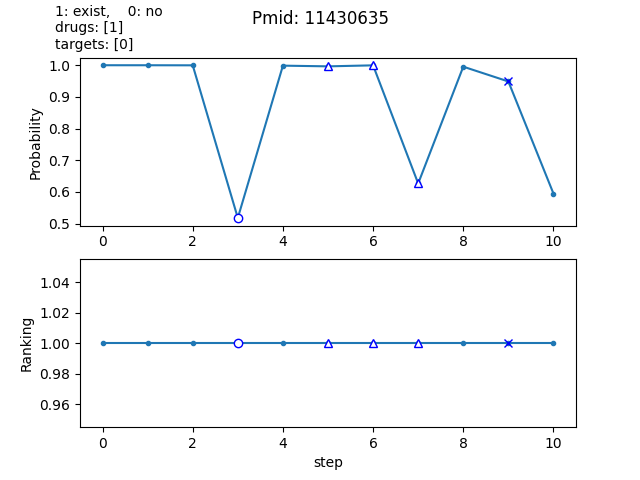 1: exist,    0: no
drugs: [1]
targets: [0]
Pmid: 11430635
Probability
1.0
0.9
0.8
0.7
0.6
0.5
0 2 4 6 8 10
Ranking
1.04
1.02
1.00
0.98
0.96
0 2 4 6 8 10
step